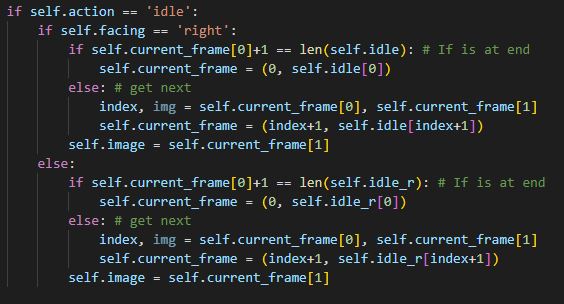 if self.action == 'idle':
    if self.facing == 'right':
        if self.current_frame[0]+1 == len(self.idle): # If is at end
            self.current_frame = (0, self.idle[0])
        else: # get next
            index, img = self.current_frame[0], self.current_frame[1]
            self.current_frame = (index+1, self.idle[index+1])
        self.image = self.current_frame[1]
    else:
        if self.current_frame[0]+1 == len(self.idle_r): # If is at end
            self.current_frame = (0, self.idle_r[0])
        else: # get next
            index, img = self.current_frame[0], self.current_frame[1]
            self.current_frame = (index+1, self.idle_r[index+1])
        self.image = self.current_frame[1]